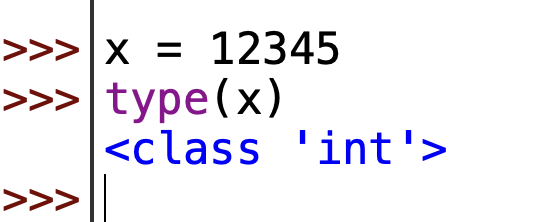 >>> x = 12345
>>> type(x)
<class 'int'>
>>>